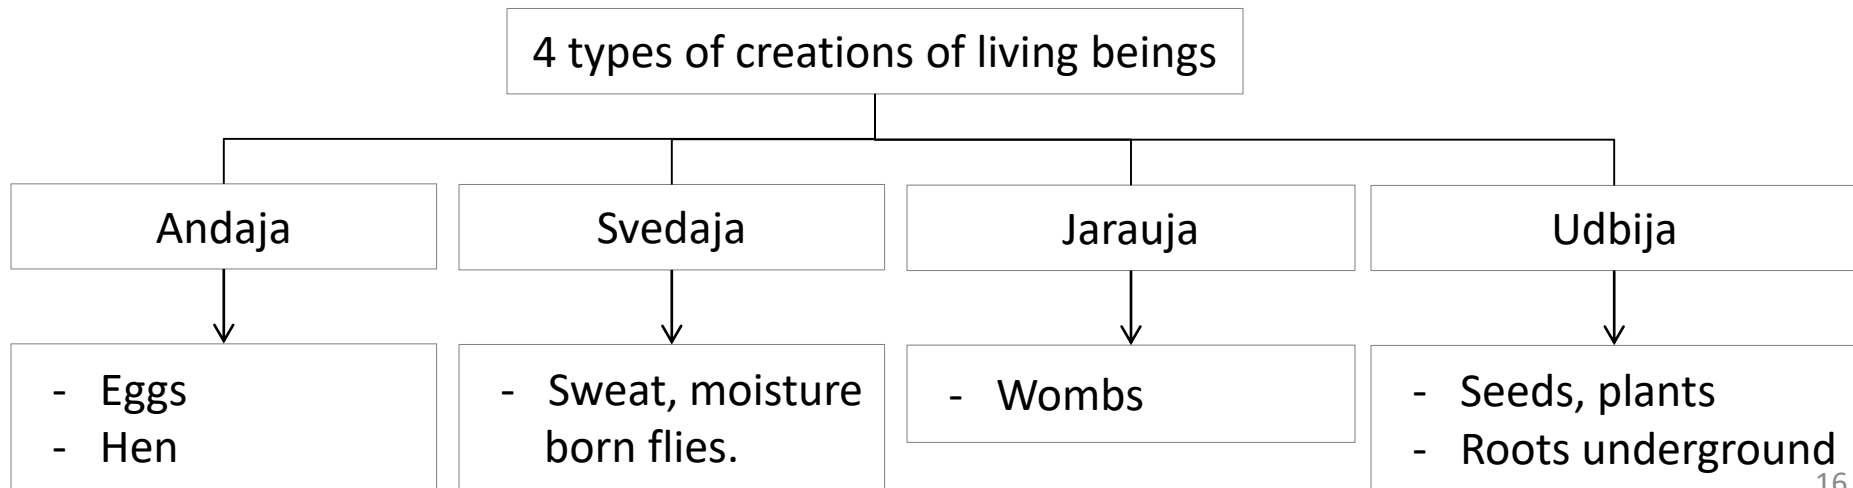 4 types of creations of living beings
Andaja
Svedaja
Jarauja
Udbija
- Eggs
- Hen
- Sweat, moisture
born flies.
- Wombs
- Seeds, plants
- Roots underground
16